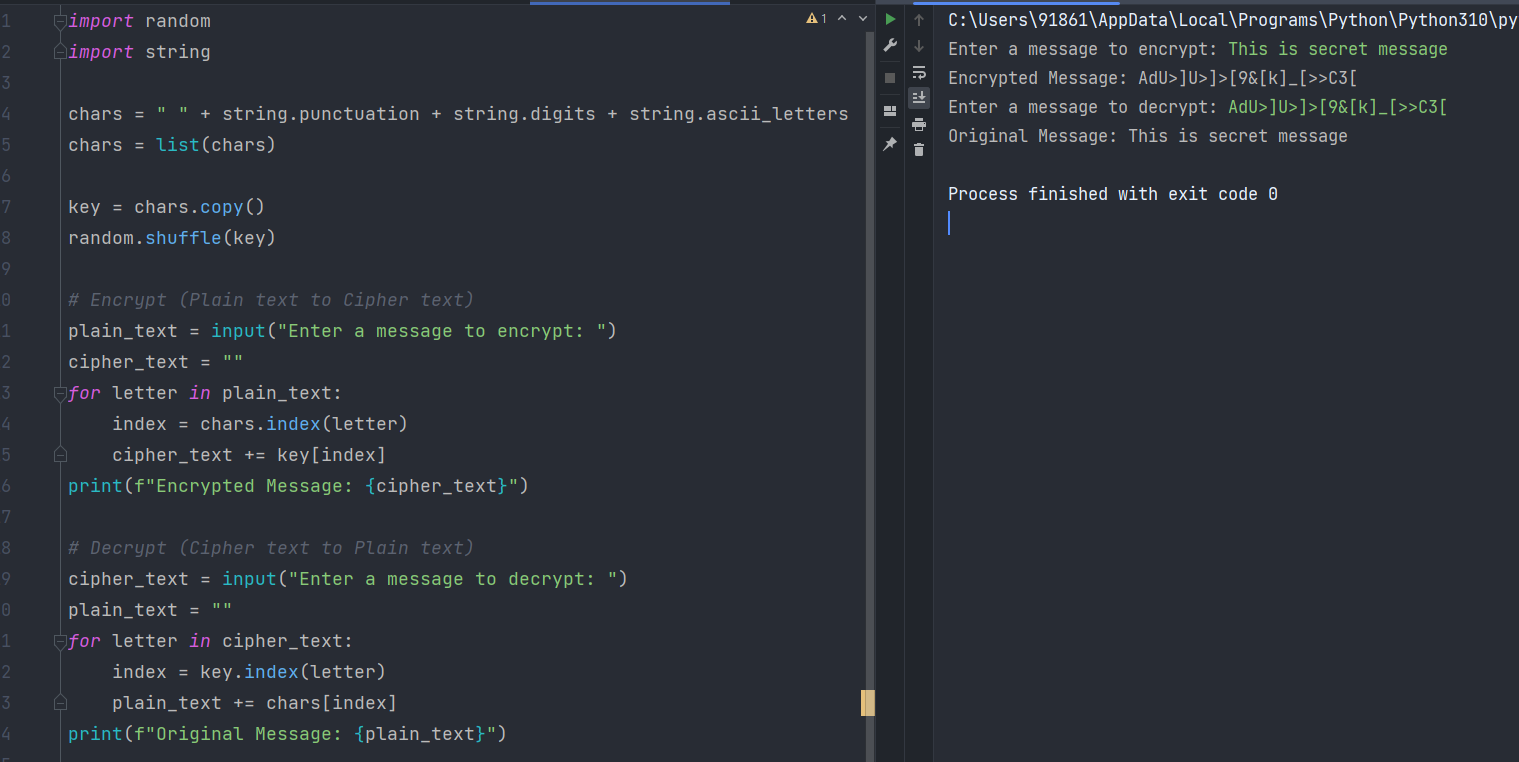 1 import random
2 import string
3
4 chars = " " + string.punctuation + string.digits + string.ascii_letters
5 chars = list(chars)
6
7 key = chars.copy()
8 random.shuffle(key)
9
0 # Encrypt (Plain text to Cipher text)
1 plain_text = input("Enter a message to encrypt: ")
2 cipher_text = ""
3 for letter in plain_text:
4     index = chars.index(letter)
5     cipher_text += key[index]
6 print(f"Encrypted Message: {cipher_text}")
7
8 # Decrypt (Cipher text to Plain text)
9 cipher_text = input("Enter a message to decrypt: ")
0 plain_text = ""
1 for letter in cipher_text:
2     index = key.index(letter)
3     plain_text += chars[index]
4 print(f"Original Message: {plain_text}")
1
C:\Users\91861\AppData\Local\Programs\Python\Python310\py
Enter a message to encrypt: This is secret message
Encrypted Message: AdU>]U>]>[9&[k]_[>>C3[
Enter a message to decrypt: AdU>]U>]>[9&[k]_[>>C3[
Original Message: This is secret message

Process finished with exit code 0